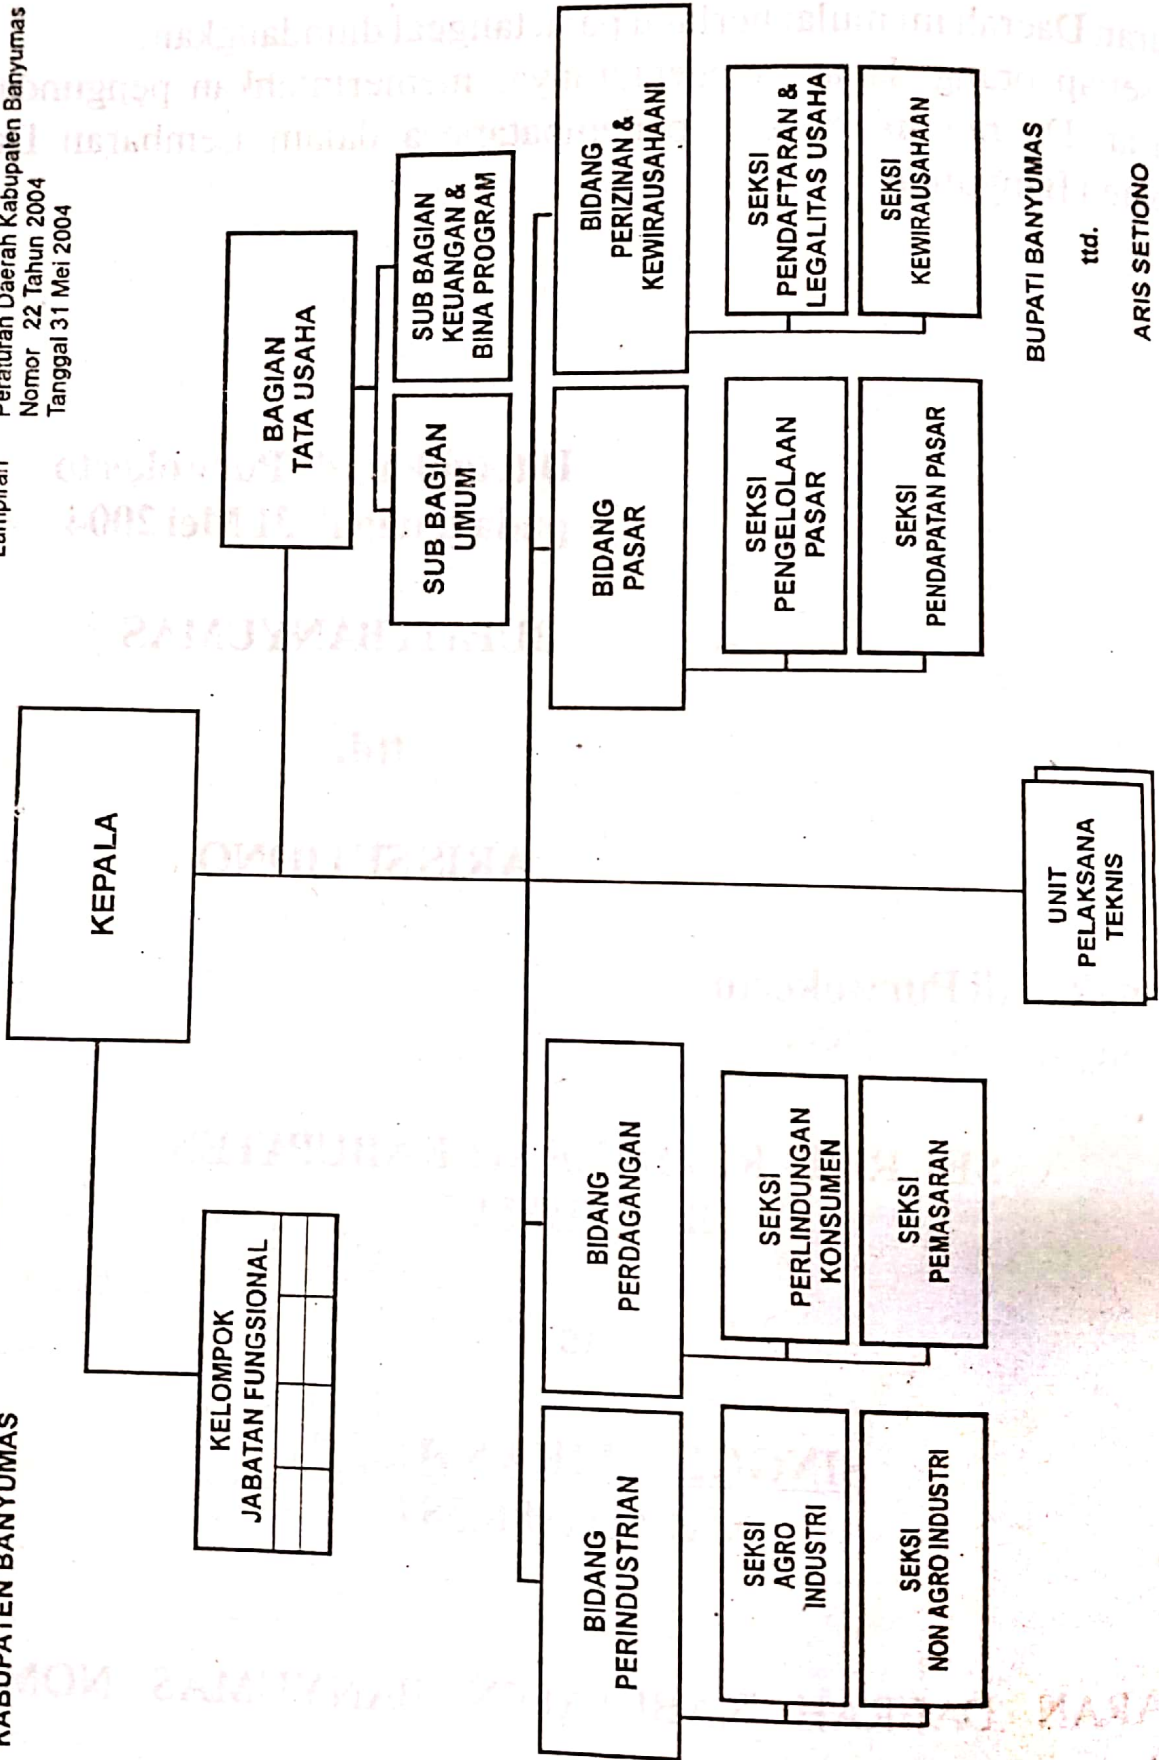 KABUPATEN BANYUMAS
Lampiran Peraturan Daerah Kabupaten Banyumas
Nomor 22 Tahun 2004
Tanggal 31 Mei 2004
KEPALA
KELOMPOK
JABATAN FUNGSIONAL
BAGIAN
TATA USAHA
SUB BAGIAN
UMUM
SUB BAGIAN
KEUANGAN &
BINA PROGRAM
BIDANG
PERINDUSTRIAN
SEKSI
AGRO
INDUSTRI
SEKSI
NON AGRO INDUSTRI
BIDANG
PERDAGANGAN
SEKSI
PERLINDUNGAN
KONSUMEN
SEKSI
PEMASARAN
BIDANG
PASAR
SEKSI
PENGELOLAAN
PASAR
SEKSI
PENDAPATAN PASAR
BIDANG
PERIZINAN &
KEWIRAUSAHAANI
SEKSI
PENDAFTARAN &
LEGALITAS USAHA
SEKSI
KEWIRAUSAHAAN
UNIT
PELAKSANA
TEKNIS
BUPATI BANYUMAS
ttd.
ARIS SETIONO